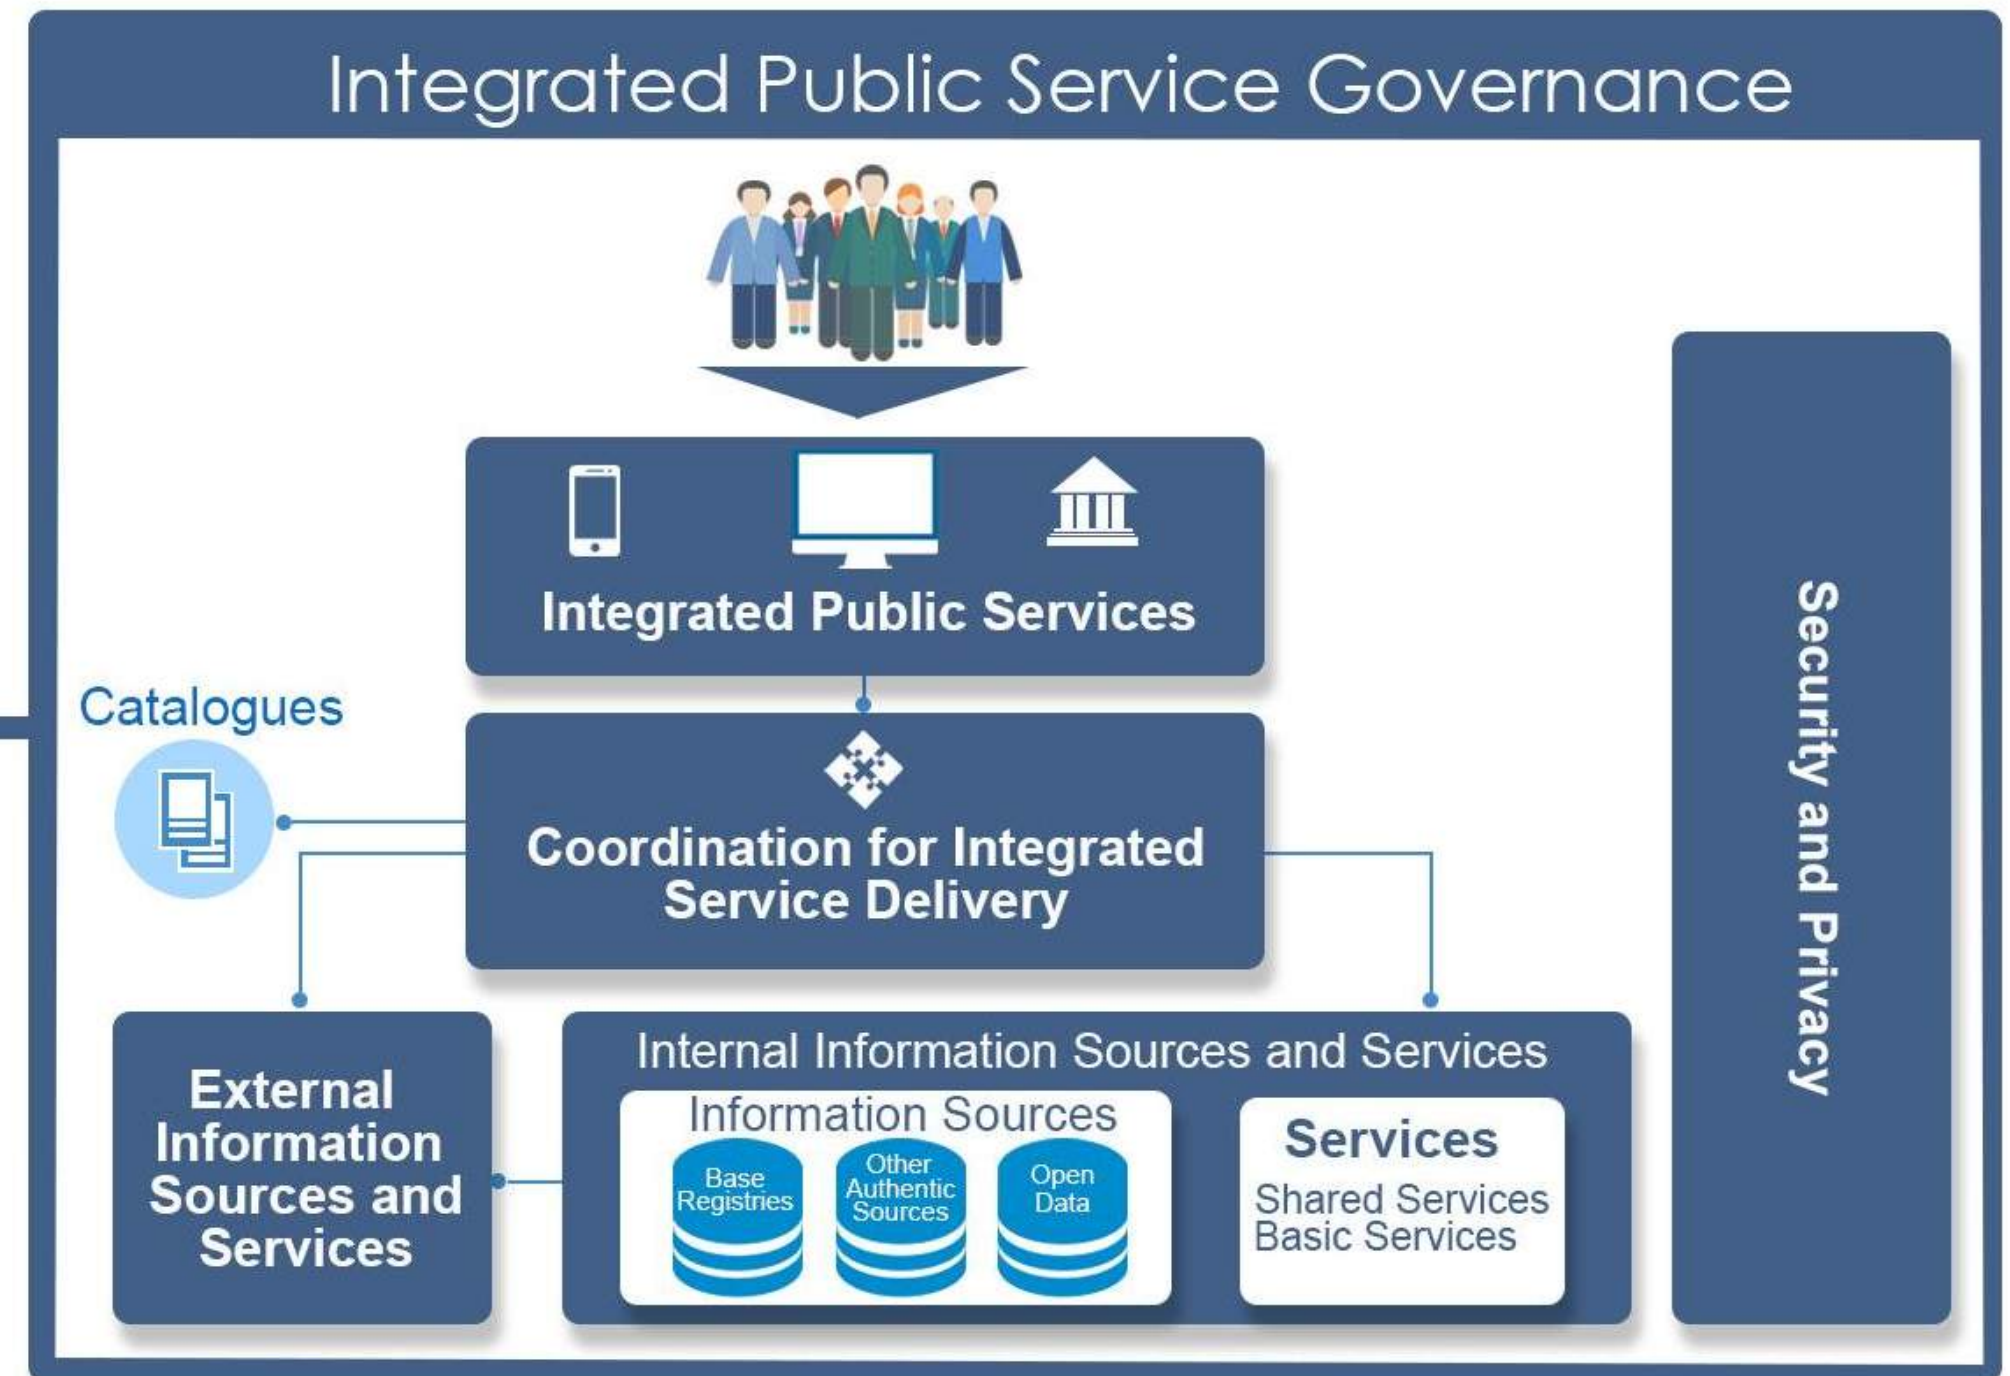 Integrated Public Service Governance
Integrated Public Services
Catalogues
Coordination for Integrated
Service Delivery
External
Information
Sources and
Services
Internal Information Sources and Services
Information Sources
Base
Registries
Other
Authentic
Sources
Open
Data
Services
Shared Services
Basic Services
Security and Privacy